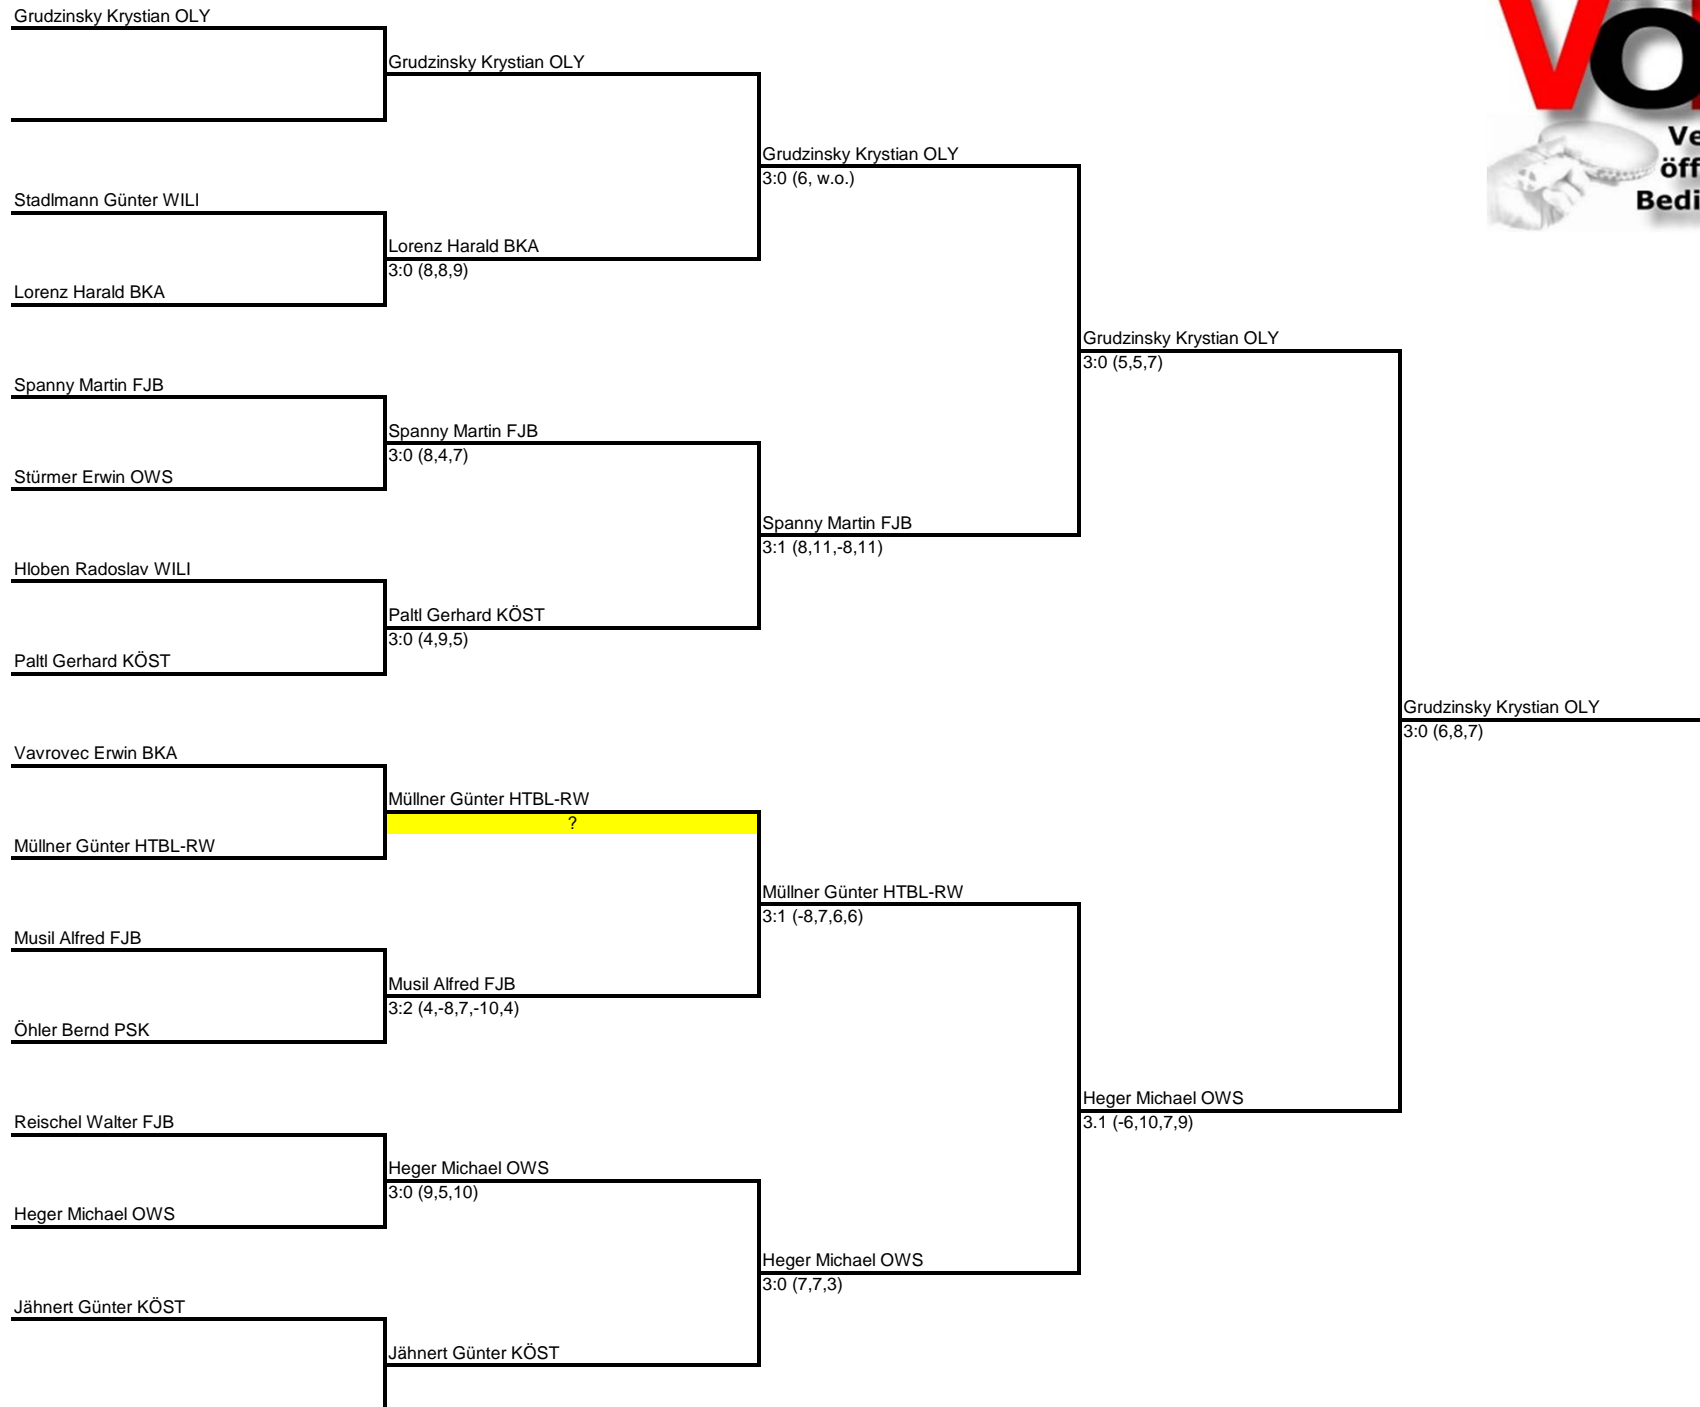 Grudzinsky Krystian OLY
Grudzinsky Krystian OLY
Grudzinsky Krystian OLY
3:0 (6, w.o.)
Stadlmann Günter WILI
Lorenz Harald BKA
3:0 (8,8,9)
Lorenz Harald BKA
Grudzinsky Krystian OLY
3:0 (5,5,7)
Spanny Martin FJB
Spanny Martin FJB
3:0 (8,4,7)
Stürmer Erwin OWS
Spanny Martin FJB
3:1 (8,11,-8,11)
Hloben Radoslav WILI
Paltl Gerhard KÖST
3:0 (4,9,5)
Paltl Gerhard KÖST
Grudzinsky Krystian OLY
3:0 (6,8,7)
Vavrovec Erwin BKA
Müllner Günter HTBL-RW
?
Müllner Günter HTBL-RW
Müllner Günter HTBL-RW
3:1 (-8,7,6,6)
Musil Alfred FJB
Musil Alfred FJB
3:2 (4,-8,7,-10,4)
Öhler Bernd PSK
Heger Michael OWS
3.1 (-6,10,7,9)
Reischel Walter FJB
Heger Michael OWS
3:0 (9,5,10)
Heger Michael OWS
Heger Michael OWS
3:0 (7,7,3)
Jähnert Günter KÖST
Jähnert Günter KÖST